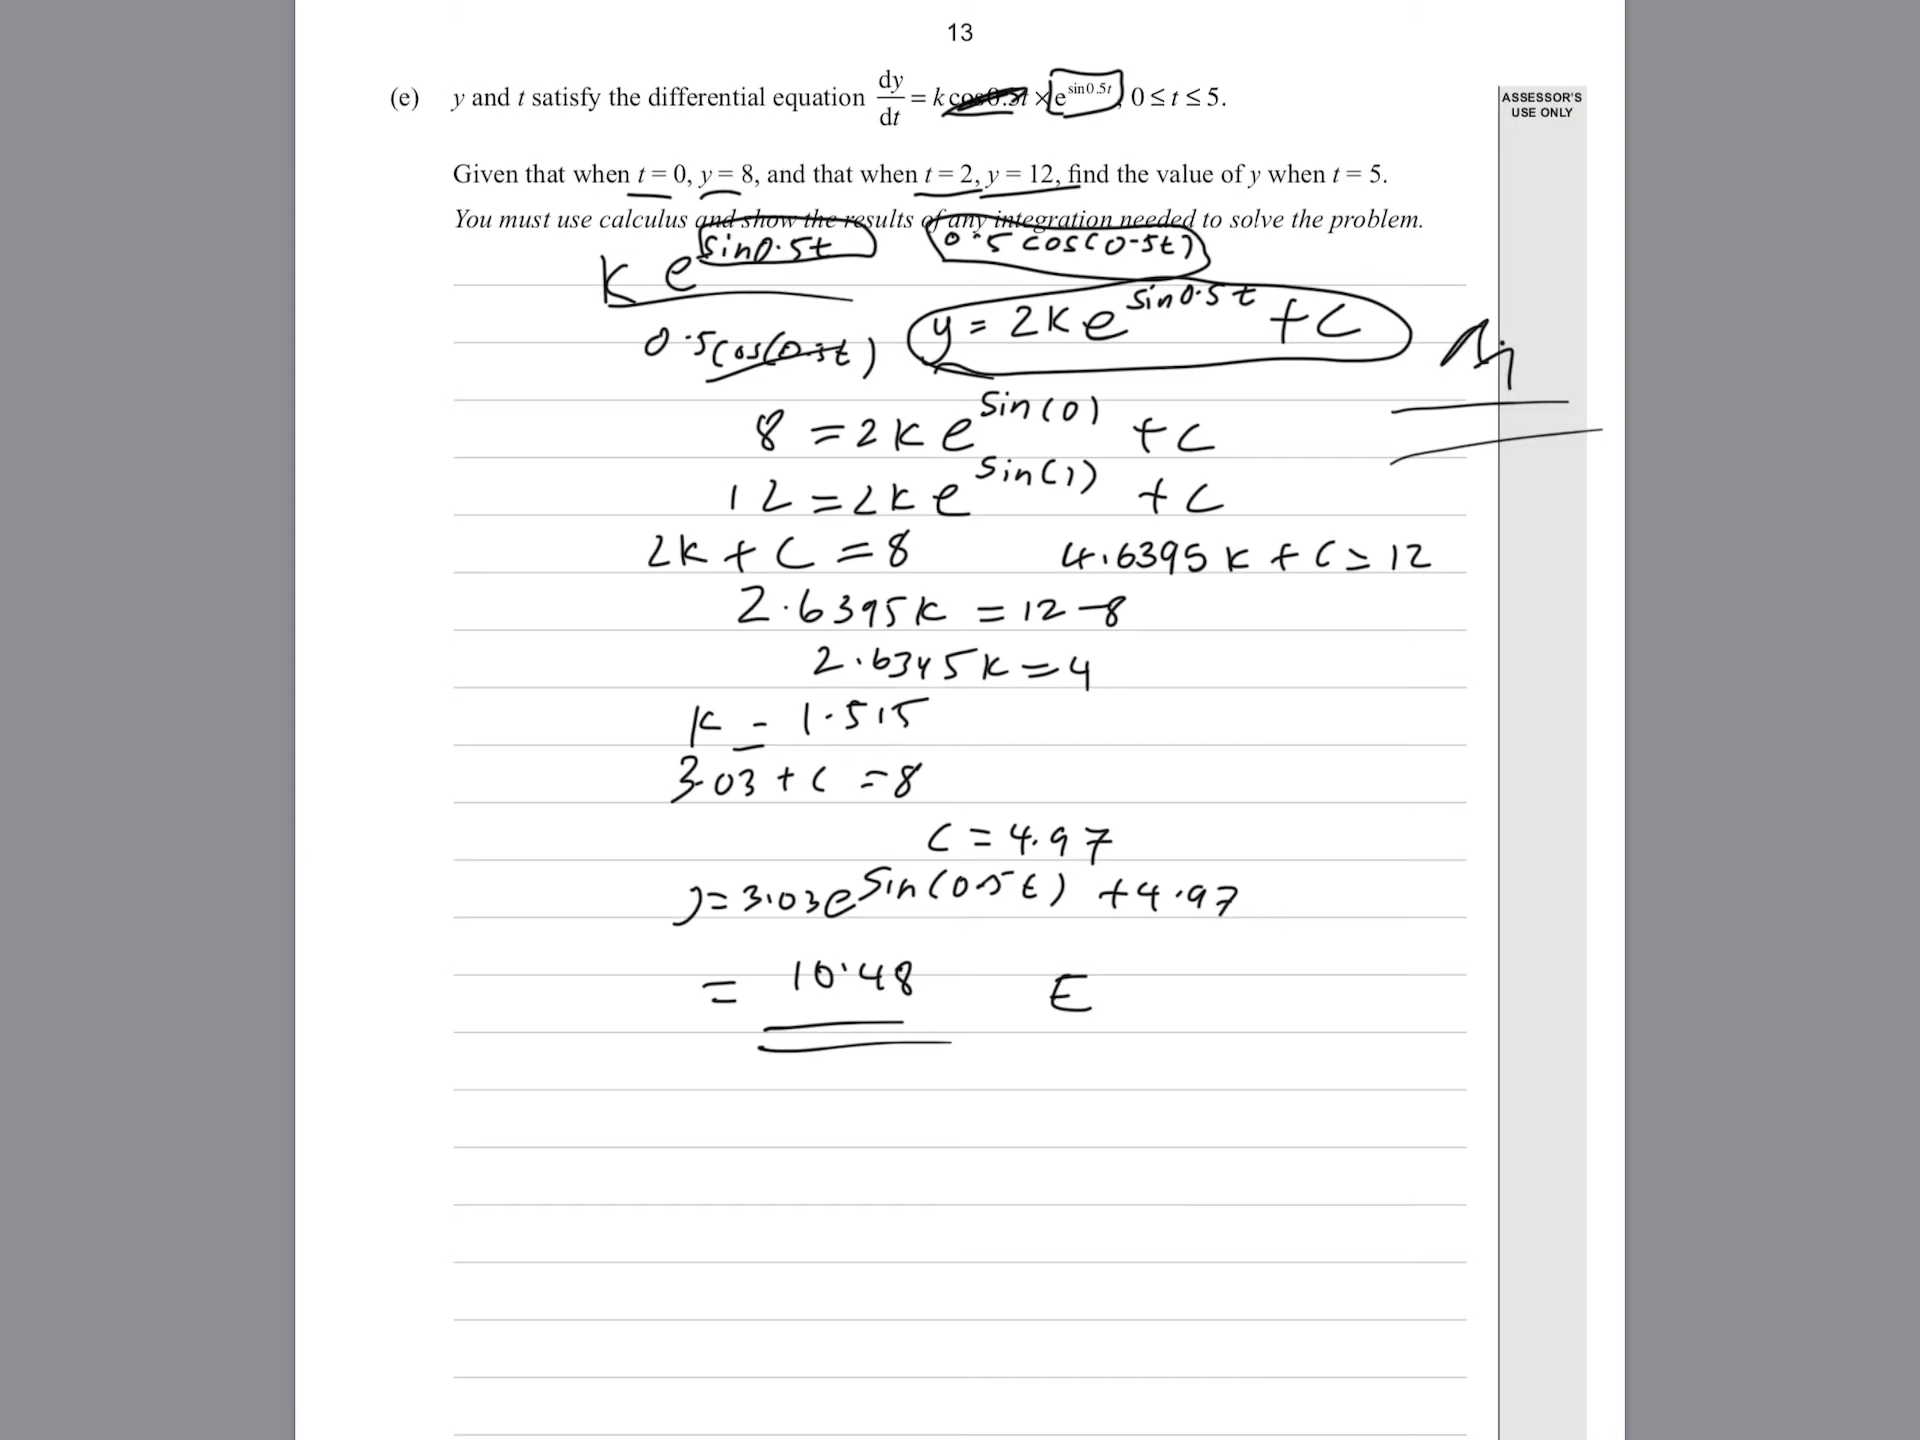 13
(e) y and t satisfy the differential equation dy/dt = k cos0.5t × e^sin0.5t, 0 ≤ t ≤ 5.
ASSESSOR'S
USE ONLY
Given that when t = 0, y = 8, and that when t = 2, y = 12, find the value of y when t = 5.
You must use calculus and show the results of any integration needed to solve the problem.
k e^sin0.5t 0.5 cos(0.5t)
0.5cos(0.5t) y = 2k e^sin0.5t + C
8 = 2k e^sin(0) + C
12 = 2k e^sin(1) + C
2k + C = 8 4.6395 k + C = 12
2.6395k = 12 - 8
2.6345k = 4
k = 1.515
3.03 + C = 8
C = 4.97
y = 3.03e^sin(0.5t) + 4.97
= 10.48 E